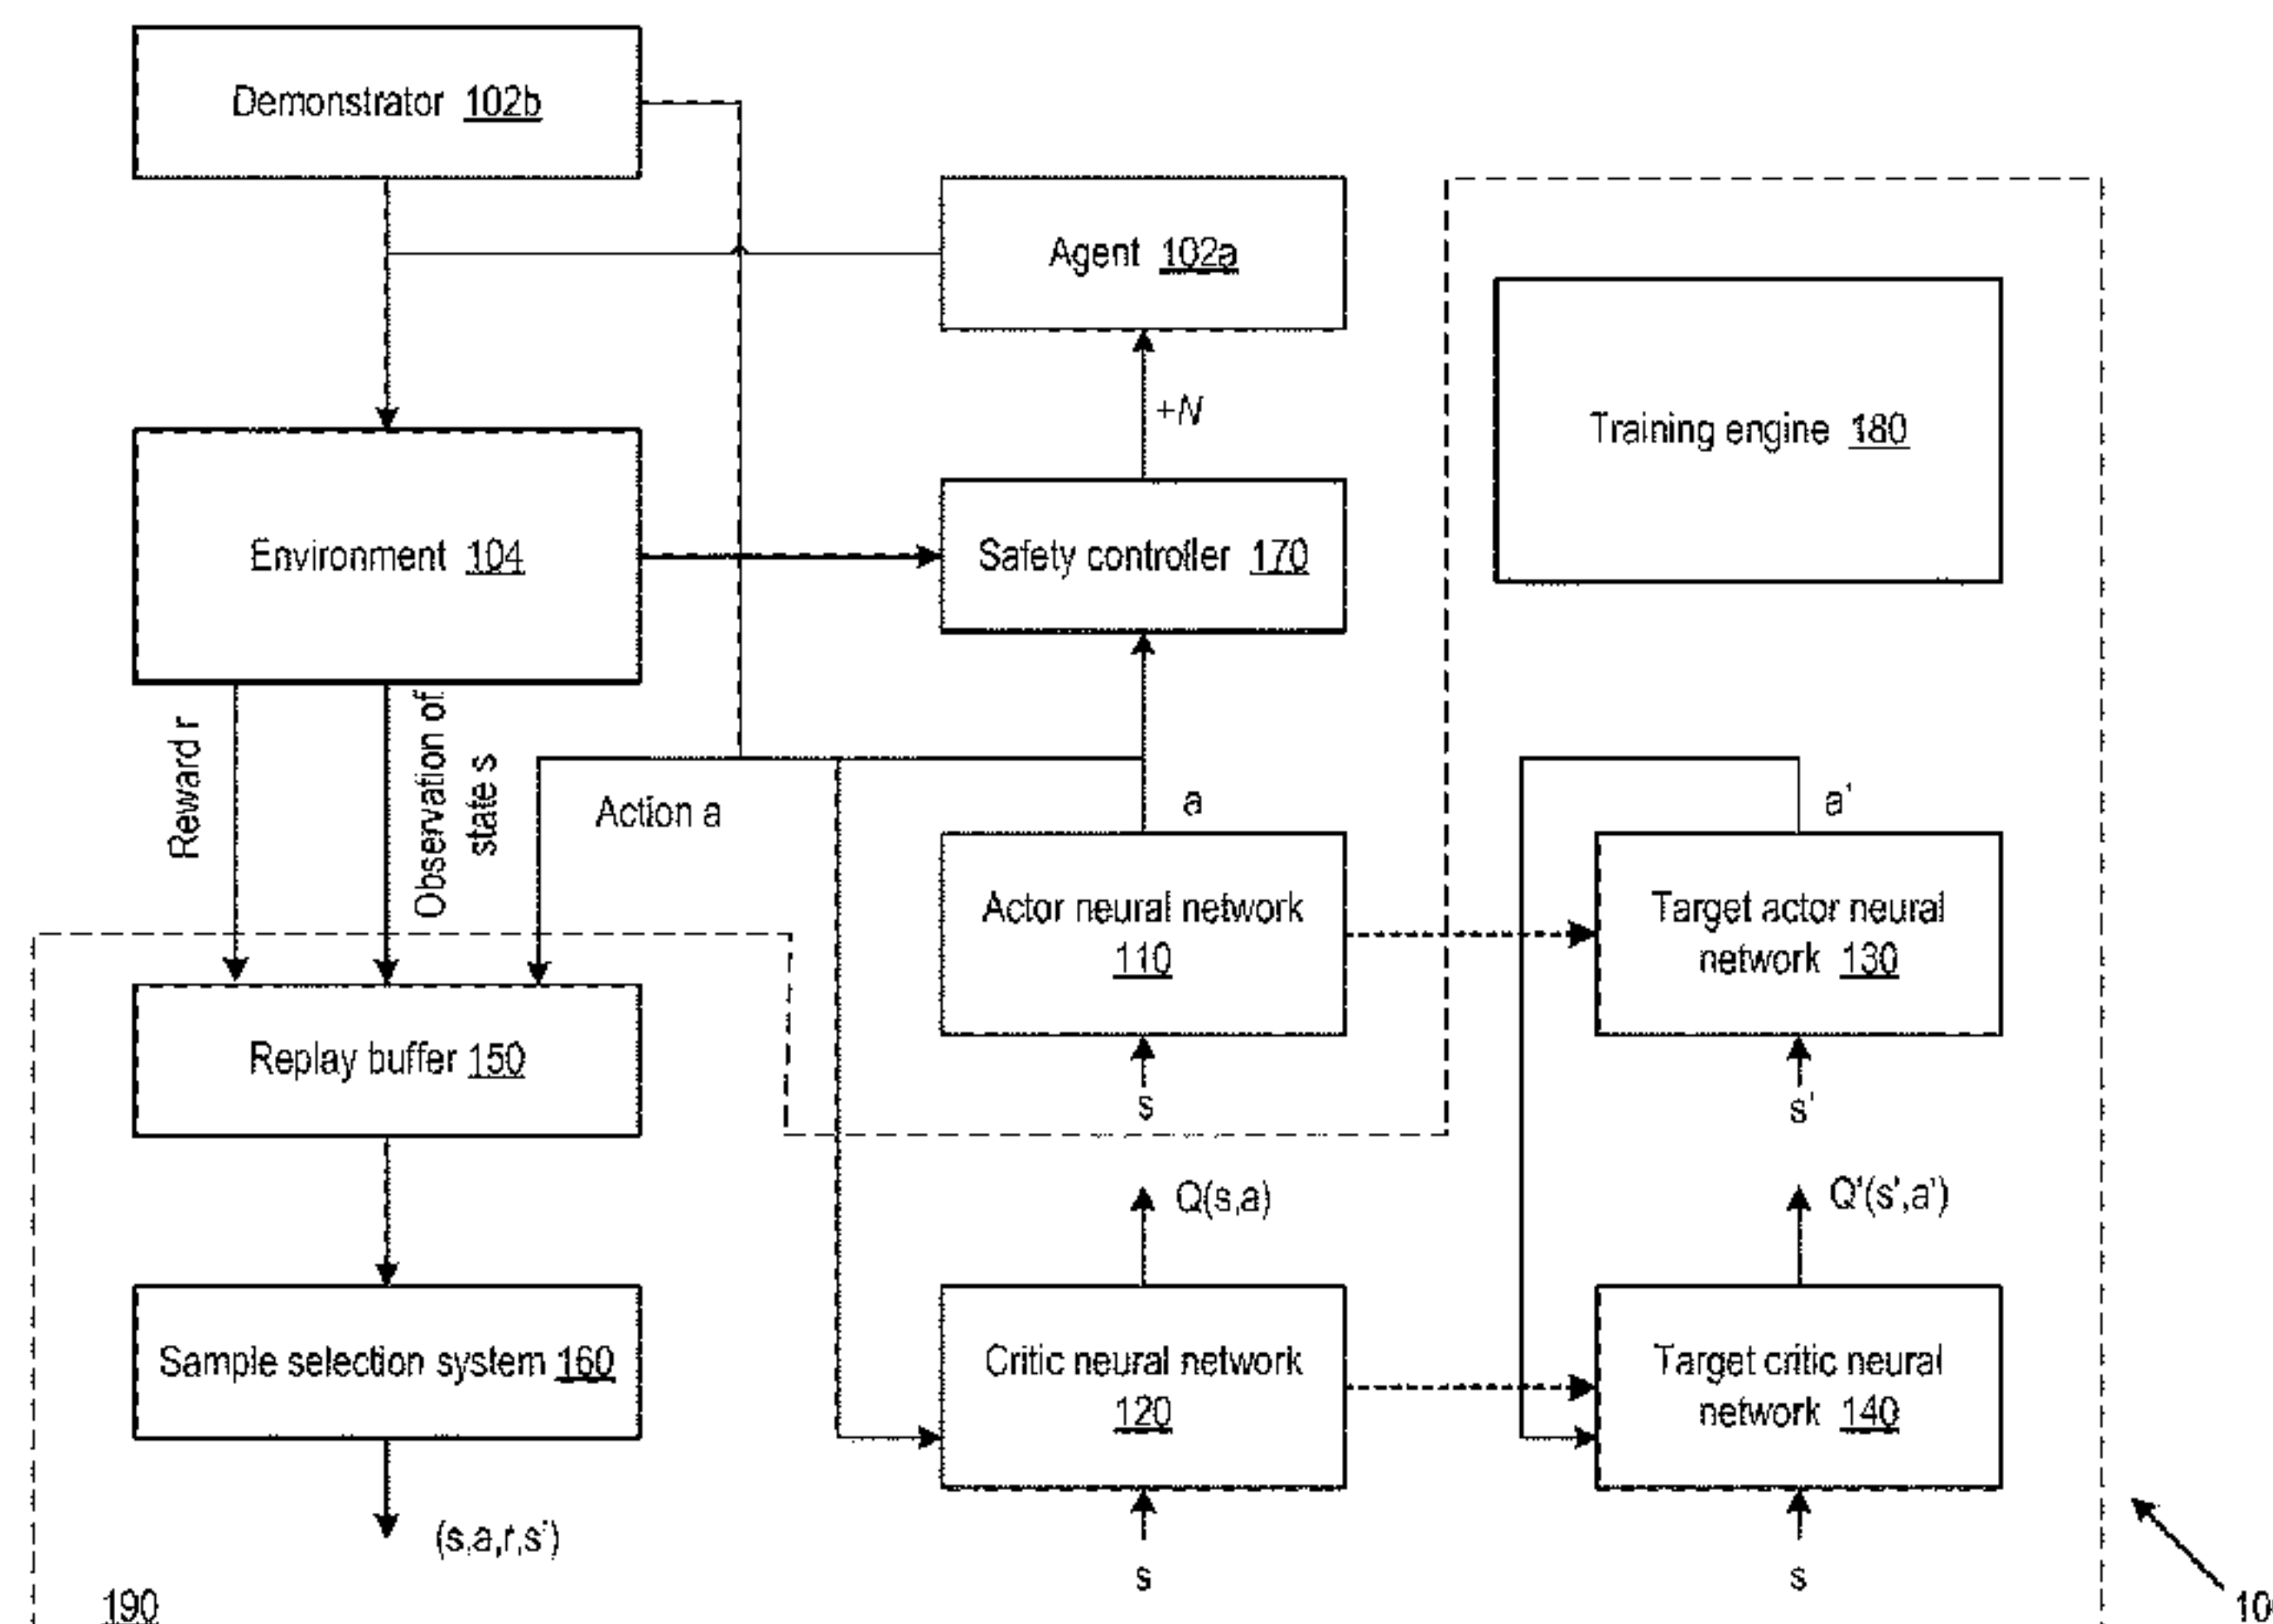 Demonstrator 102b
Agent 102a
+N
Training engine 180
Environment 104
Safety controller 170
Reward r
Observation of
state s
Action a
a
a'
Actor neural network
110
Target actor neural
network 130
Replay buffer 150
s
s'
Q(s,a)
Q'(s',a')
Sample selection system 160
Critic neural network
120
Target critic neural
network 140
(s,a,r,s')
s
s
190